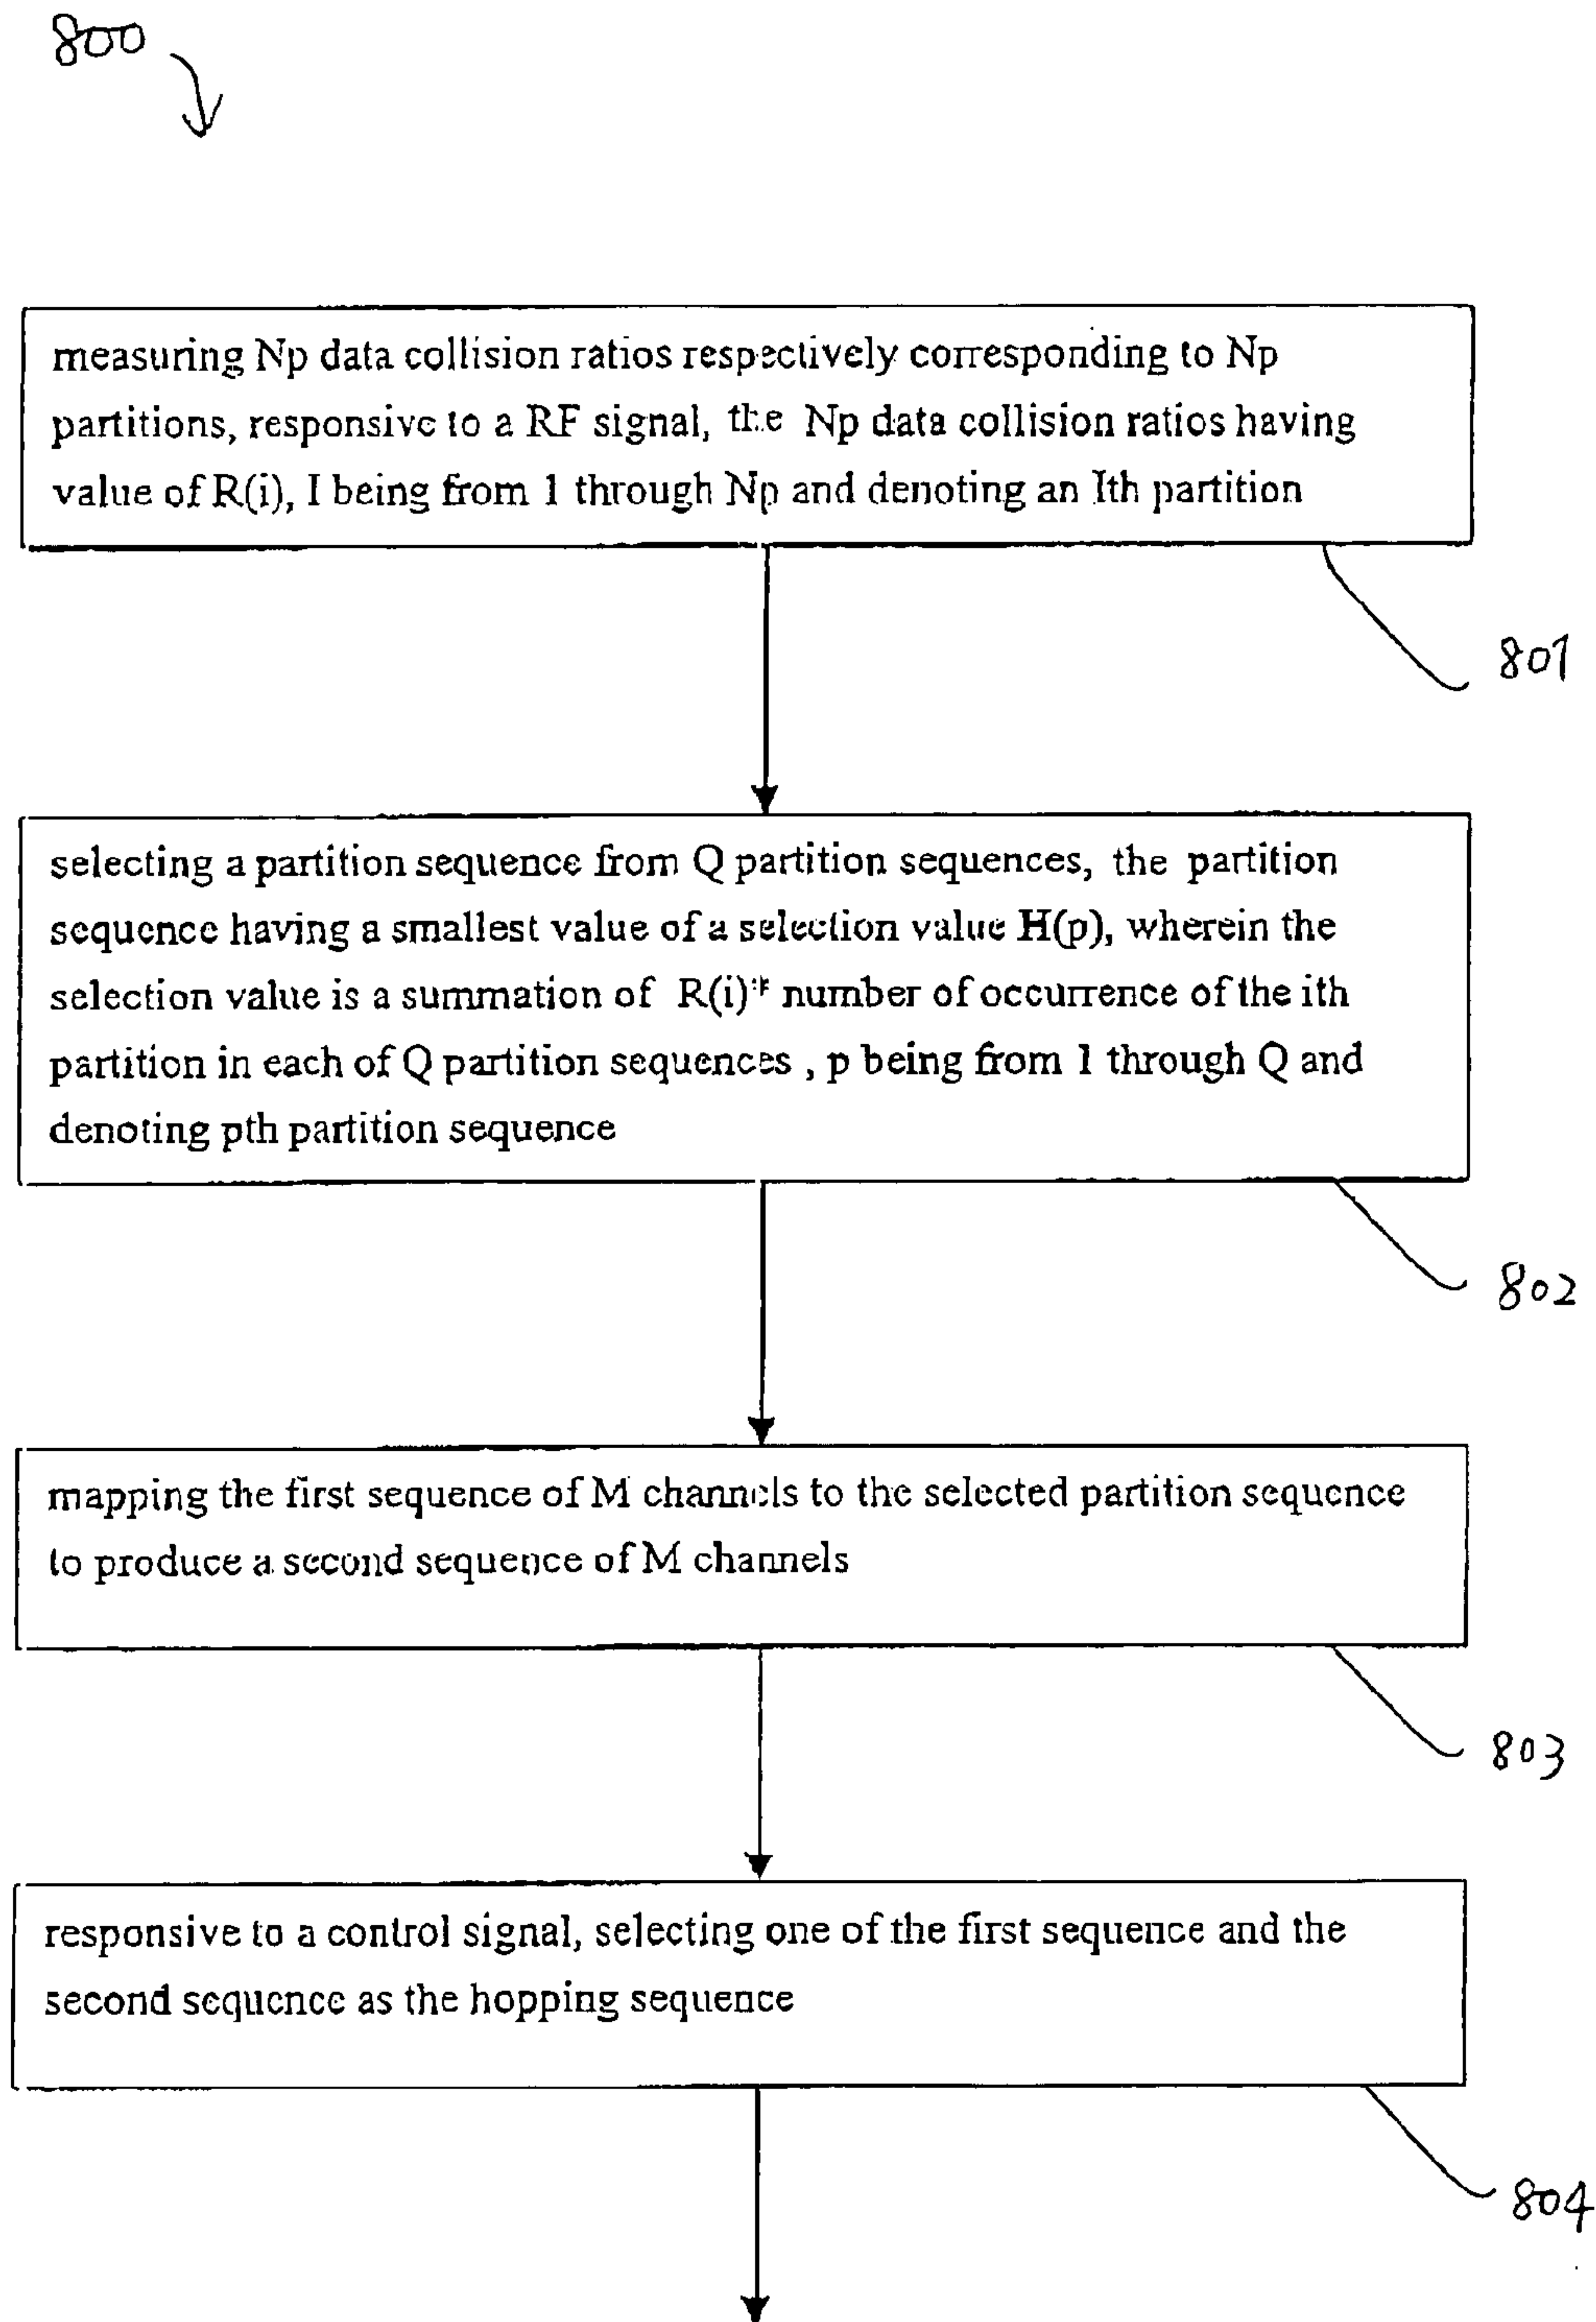 800
measuring Np data collision ratios respectively corresponding to Np
partitions, responsive to a RF signal, the Np data collision ratios having
value of R(i), I being from 1 through Np and denoting an Ith partition
801
selecting a partition sequence from Q partition sequences, the partition
sequence having a smallest value of a selection value H(p), wherein the
selection value is a summation of R(i)* number of occurrence of the ith
partition in each of Q partition sequences , p being from 1 through Q and
denoting pth partition sequence
802
mapping the first sequence of M channels to the selected partition sequence
to produce a second sequence of M channels
803
responsive to a control signal, selecting one of the first sequence and the
second sequence as the hopping sequence
804